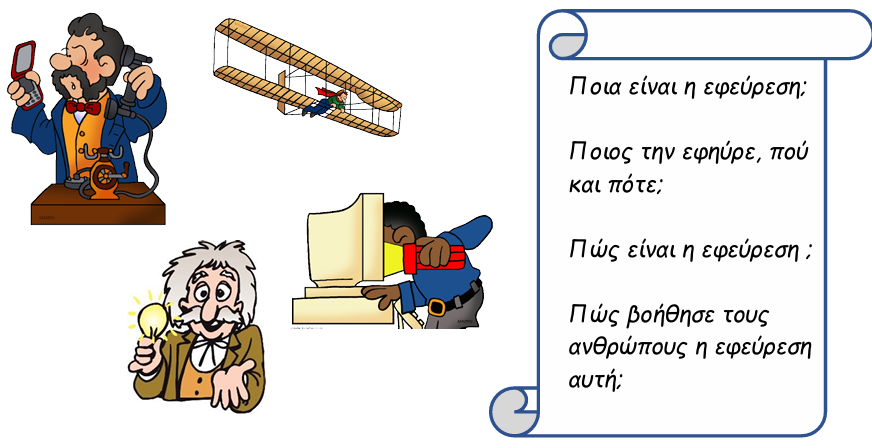 Ποια είναι η εφεύρεση;
Ποιος την εφηύρε, πού
και πότε;
Πώς είναι η εφεύρεση ;
Πώς βοήθησε τους
ανθρώπους η εφεύρεση
αυτή;